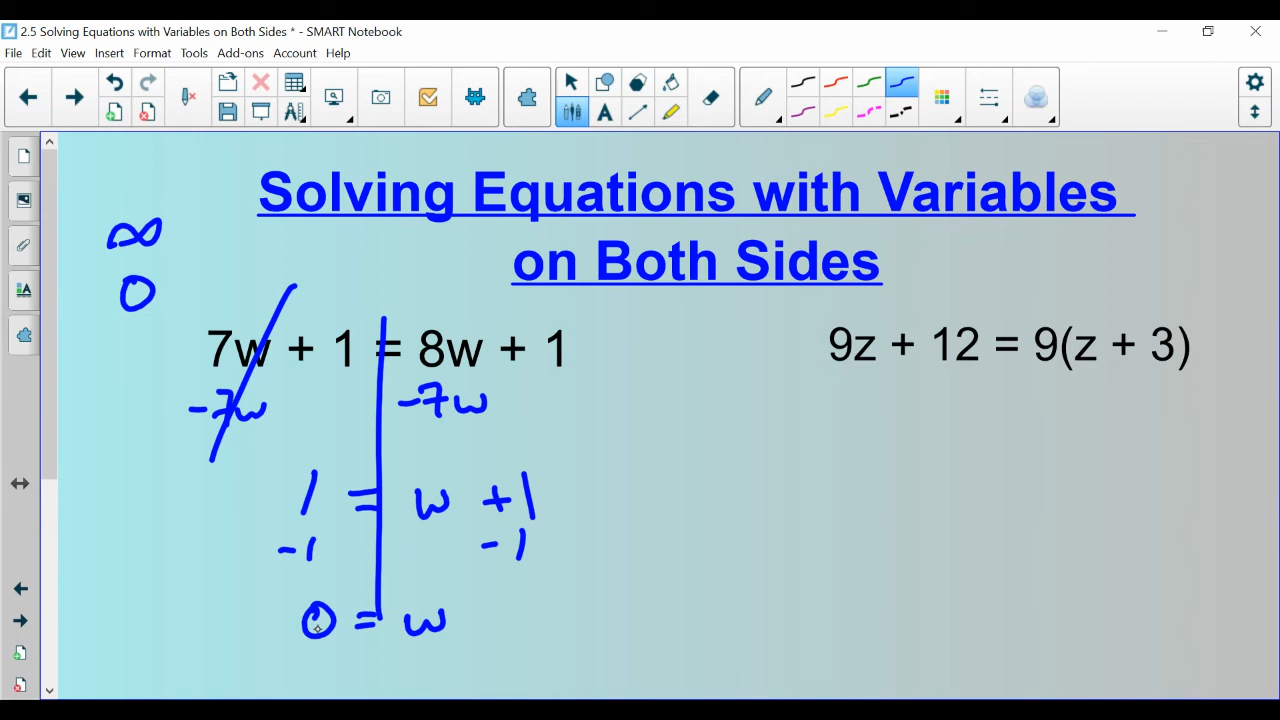 2.5 Solving Equations with Variables on Both Sides * - SMART Notebook
File Edit View Insert Format Tools Add-ons Account Help
Solving Equations with Variables
on Both Sides
∞
0
7w + 1 = 8w + 1
-7w -7w
1 = w + 1
-1 -1
0 = w
9z + 12 = 9(z + 3)